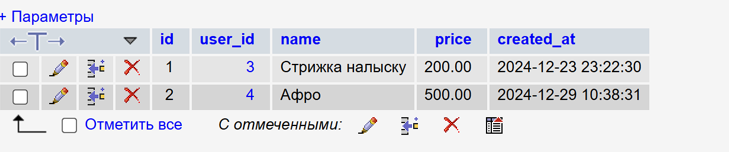 + Параметры
id user_id name price created_at
1 3 Стрижка налыску 200.00 2024-12-23 23:22:30
2 4 Афро 500.00 2024-12-29 10:38:31
Отметить все С отмеченными: